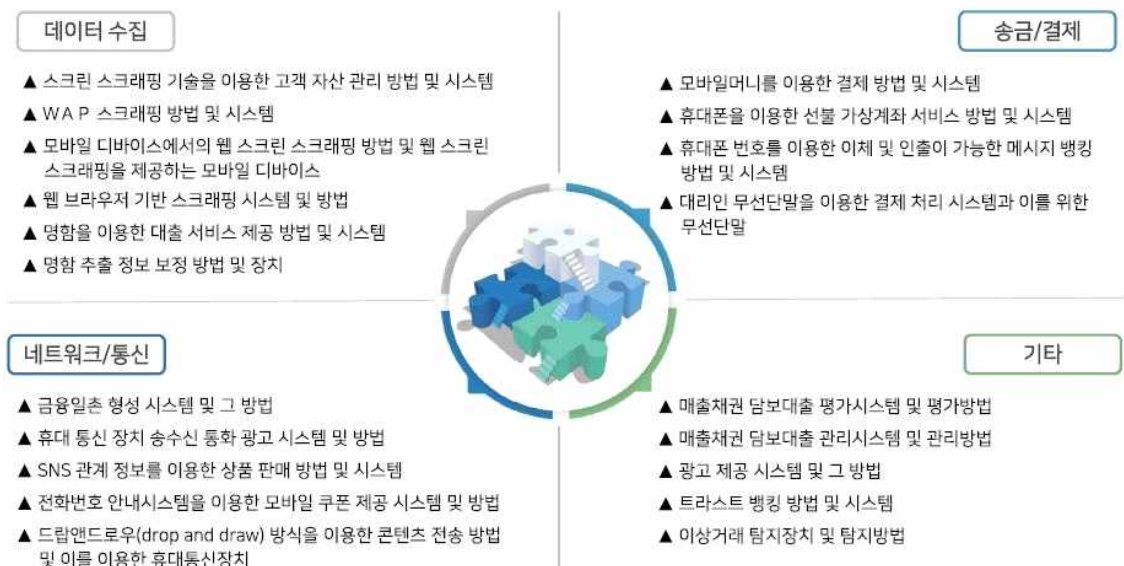 데이터 수집
▲ 스크린 스크래핑 기술을 이용한 고객 자산 관리 방법 및 시스템
▲ W A P 스크래핑 방법 및 시스템
▲ 모바일 디바이스에서의 웹 스크린 스크래핑 방법 및 웹 스크린
스크래핑을 제공하는 모바일 디바이스
▲ 웹 브라우저 기반 스크래핑 시스템 및 방법
▲ 명함을 이용한 대출 서비스 제공 방법 및 시스템
▲ 명함 추출 정보 보정 방법 및 장치
송금/결제
▲ 모바일머니를 이용한 결제 방법 및 시스템
▲ 휴대폰을 이용한 선불 가상계좌 서비스 방법 및 시스템
▲ 휴대폰 번호를 이용한 이체 및 인출이 가능한 메시지 뱅킹
방법 및 시스템
▲ 대리인 무선단말을 이용한 결제 처리 시스템과 이를 위한
무선단말
네트워크/통신
▲ 금융일촌 형성 시스템 및 그 방법
▲ 휴대 통신 장치 송수신 통화 광고 시스템 및 방법
▲ SNS 관계 정보를 이용한 상품 판매 방법 및 시스템
▲ 전화번호 안내시스템을 이용한 모바일 쿠폰 제공 시스템 및 방법
▲ 드랍앤드로우(drop and draw) 방식을 이용한 콘텐츠 전송 방법
및 이를 이용한 휴대통신장치
기타
▲ 매출채권 담보대출 평가시스템 및 평가방법
▲ 매출채권 담보대출 관리시스템 및 관리방법
▲ 광고 제공 시스템 및 그 방법
▲ 트라스트 뱅킹 방법 및 시스템
▲ 이상거래 탐지장치 및 탐지방법